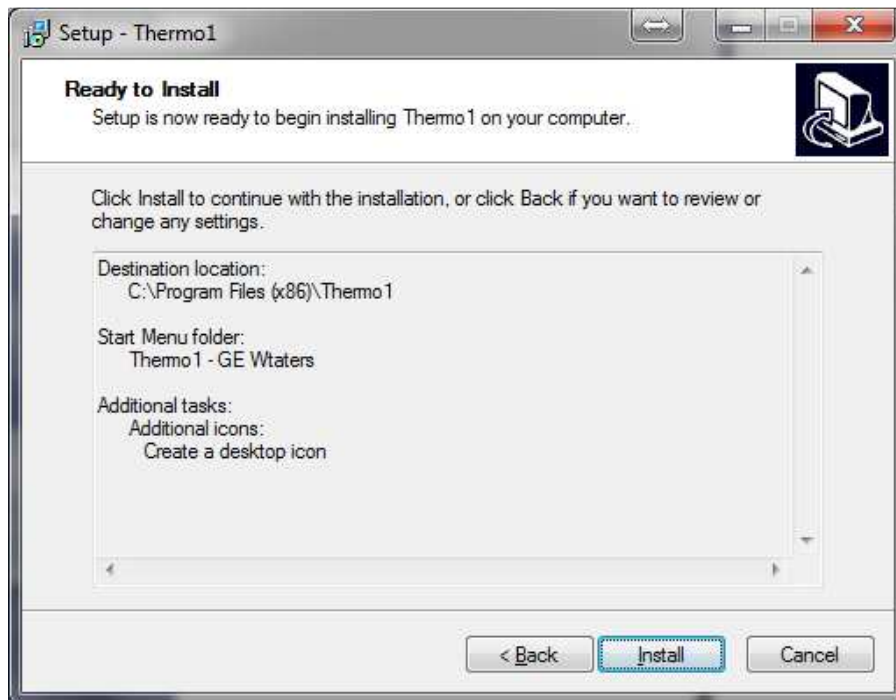 Setup - Thermo1
Ready to Install
Setup is now ready to begin installing Thermo1 on your computer.
Click Install to continue with the installation, or click Back if you want to review or
change any settings.
Destination location:
C:\Program Files (x86)\Thermo1
Start Menu folder:
Thermo1 - GE Wtaters
Additional tasks:
Additional icons:
Create a desktop icon
< Back
Install
Cancel